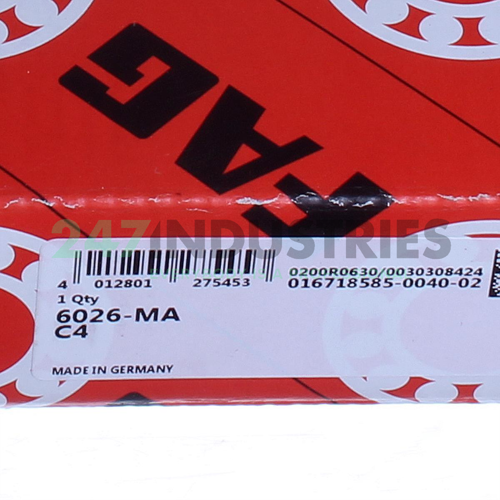 FAG
247INDUSTRIES
4 012801 275453
0200R0630/0030308424
016718585-0040-02
1 Qty
6026-MA
C4
MADE IN GERMANY